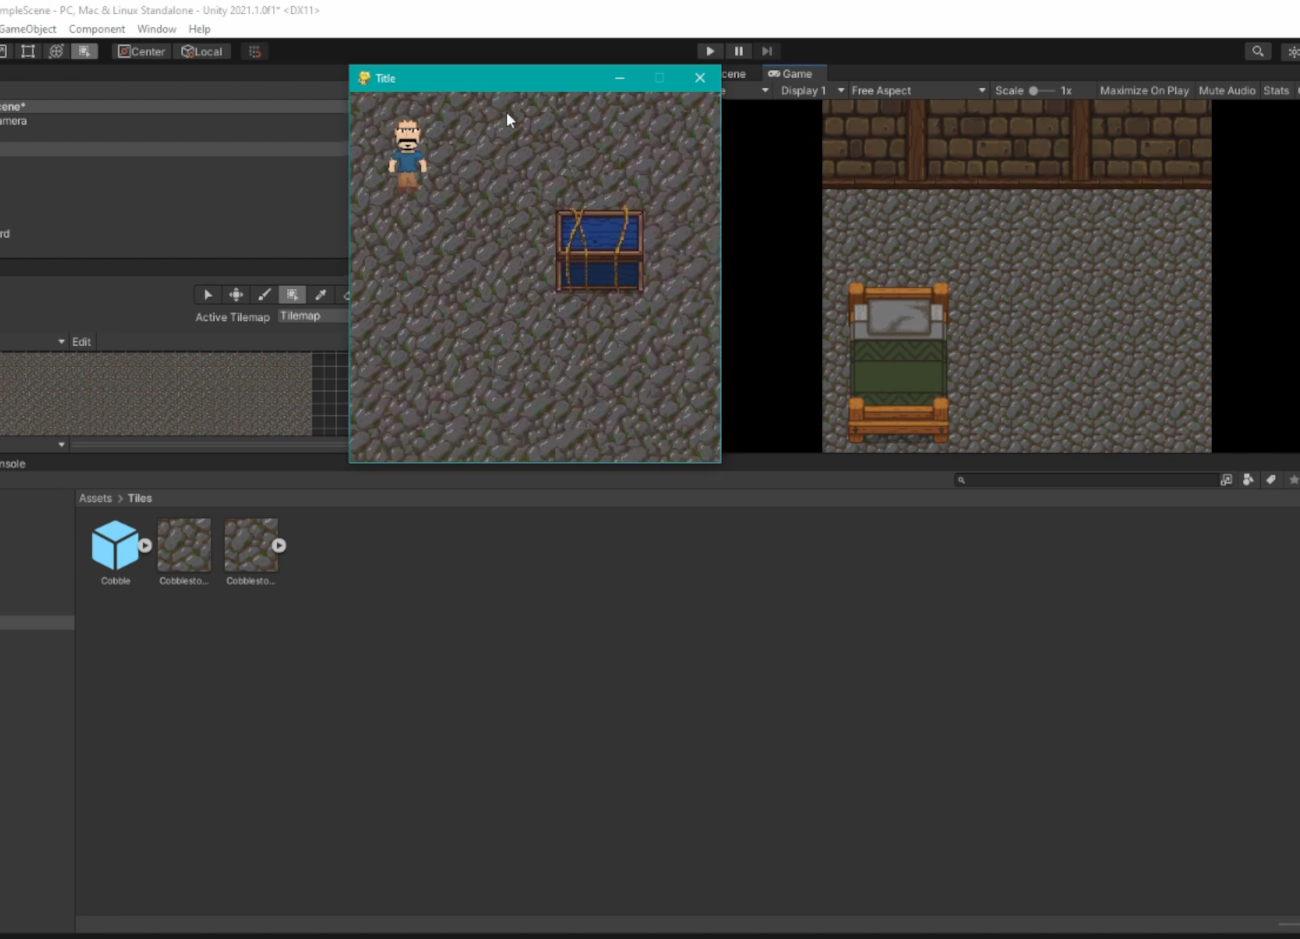 mpleScene - PC, Mac & Linux Standalone - Unity 2021.1.0f1* <DX11>
GameObject Component Window Help
Center Local
Title
cene Game
e Display 1 Free Aspect Scale 1x Maximize On Play Mute Audio Stats
cene*
amera
rd
Active Tilemap Tilemap
Edit
nsole
Assets > Tiles
Cobble Cobblesto... Cobblesto...